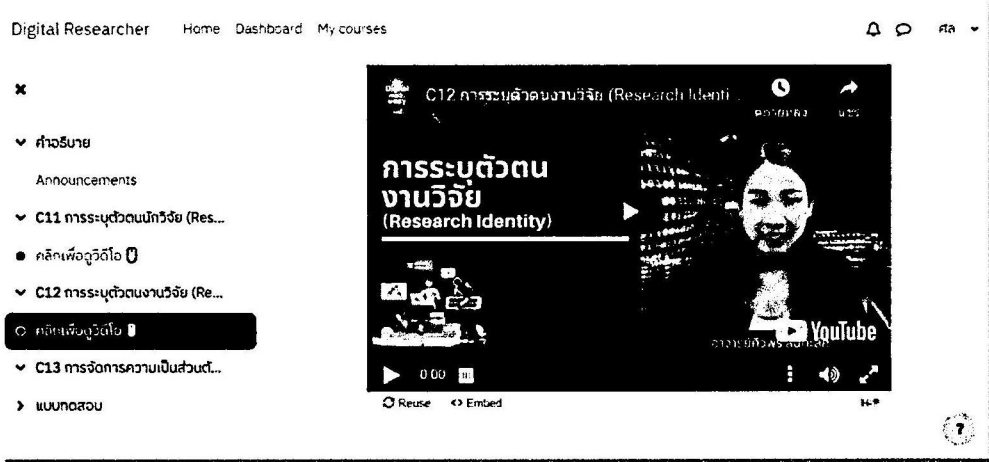 Digital Researcher Home Dashboard My courses ศล
คำอธิบาย
Announcements
C11 การระบุตัวตนนักวิจัย (Res...
คลิกเพื่อดูวิดีโอ
C12 การระบุตัวตนงานวิจัย (Re...
คลิกเพื่อดูวิดีโอ
C13 การจัดการความเป็นส่วนตั...
แบบทดสอบ
C12 การระบุตัวตนงานวิจัย (Research Identi...
แชร์
การระบุตัวตน
งานวิจัย
(Research Identity)
YouTube
0:00
Reuse <> Embed
H-P
?